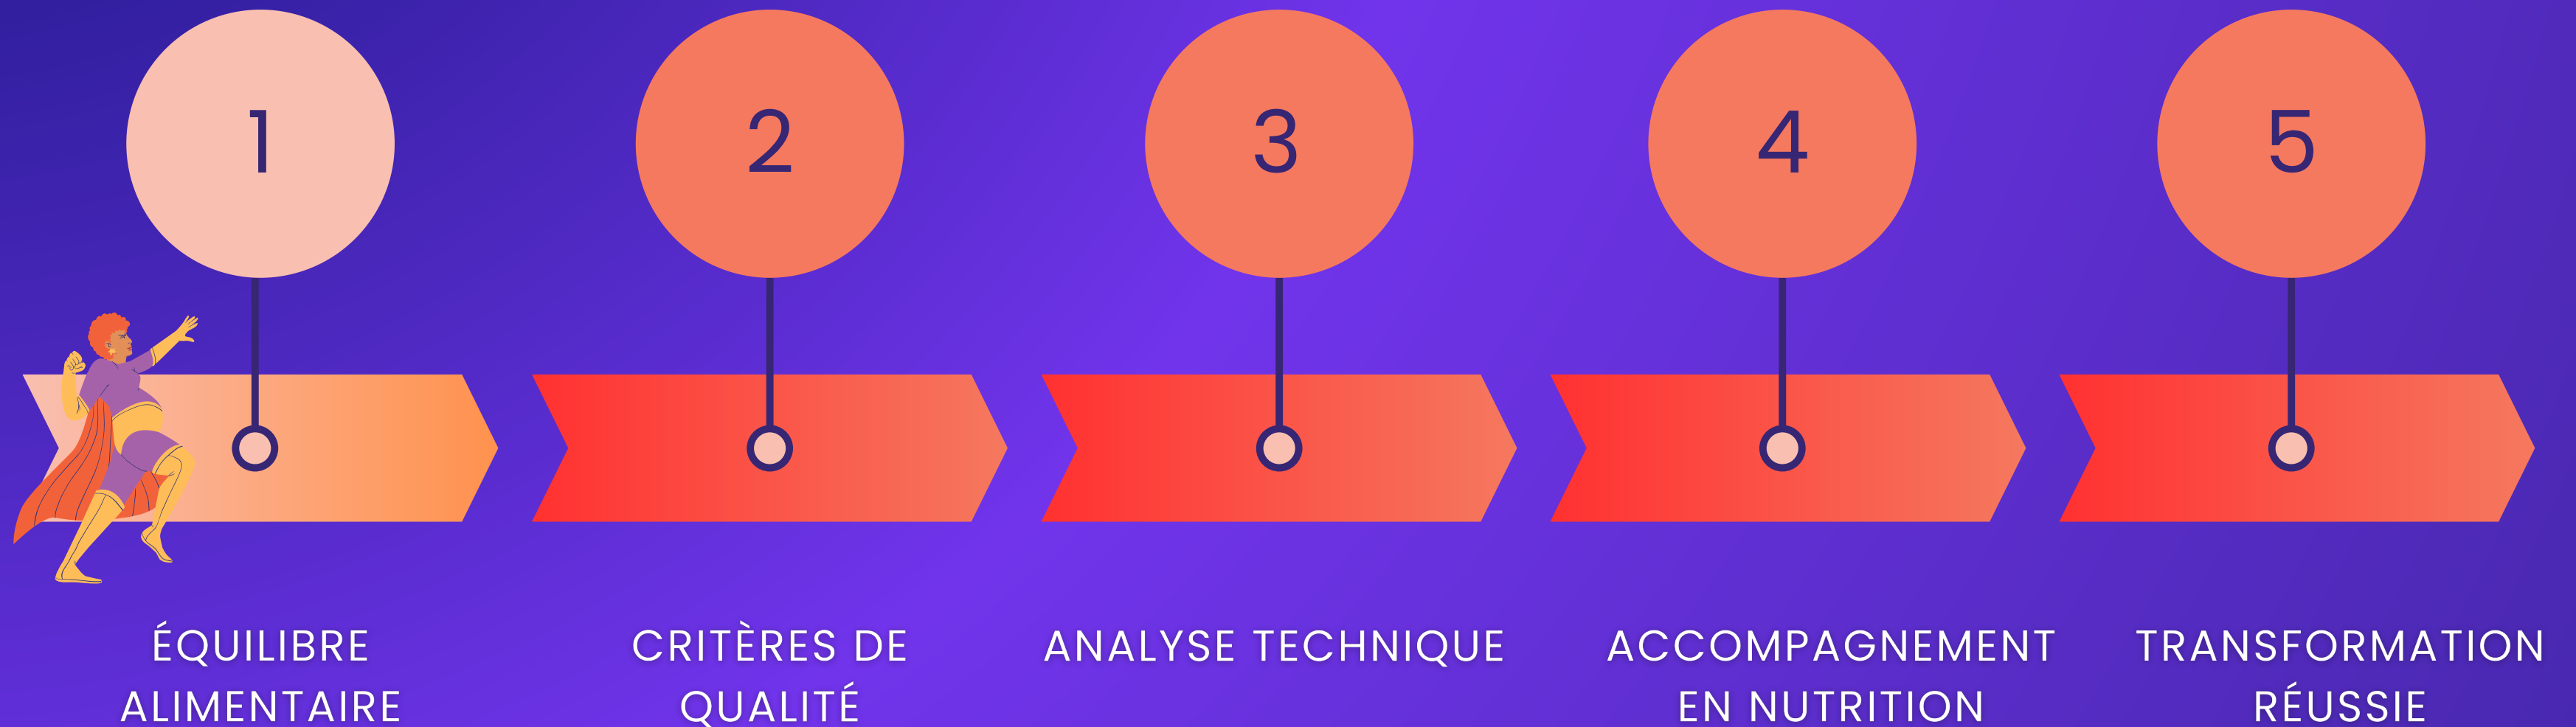 1
2
3
4
5
ÉQUILIBRE
ALIMENTAIRE
CRITÈRES DE
QUALITÉ
ANALYSE TECHNIQUE
ACCOMPAGNEMENT
EN NUTRITION
TRANSFORMATION
RÉUSSIE